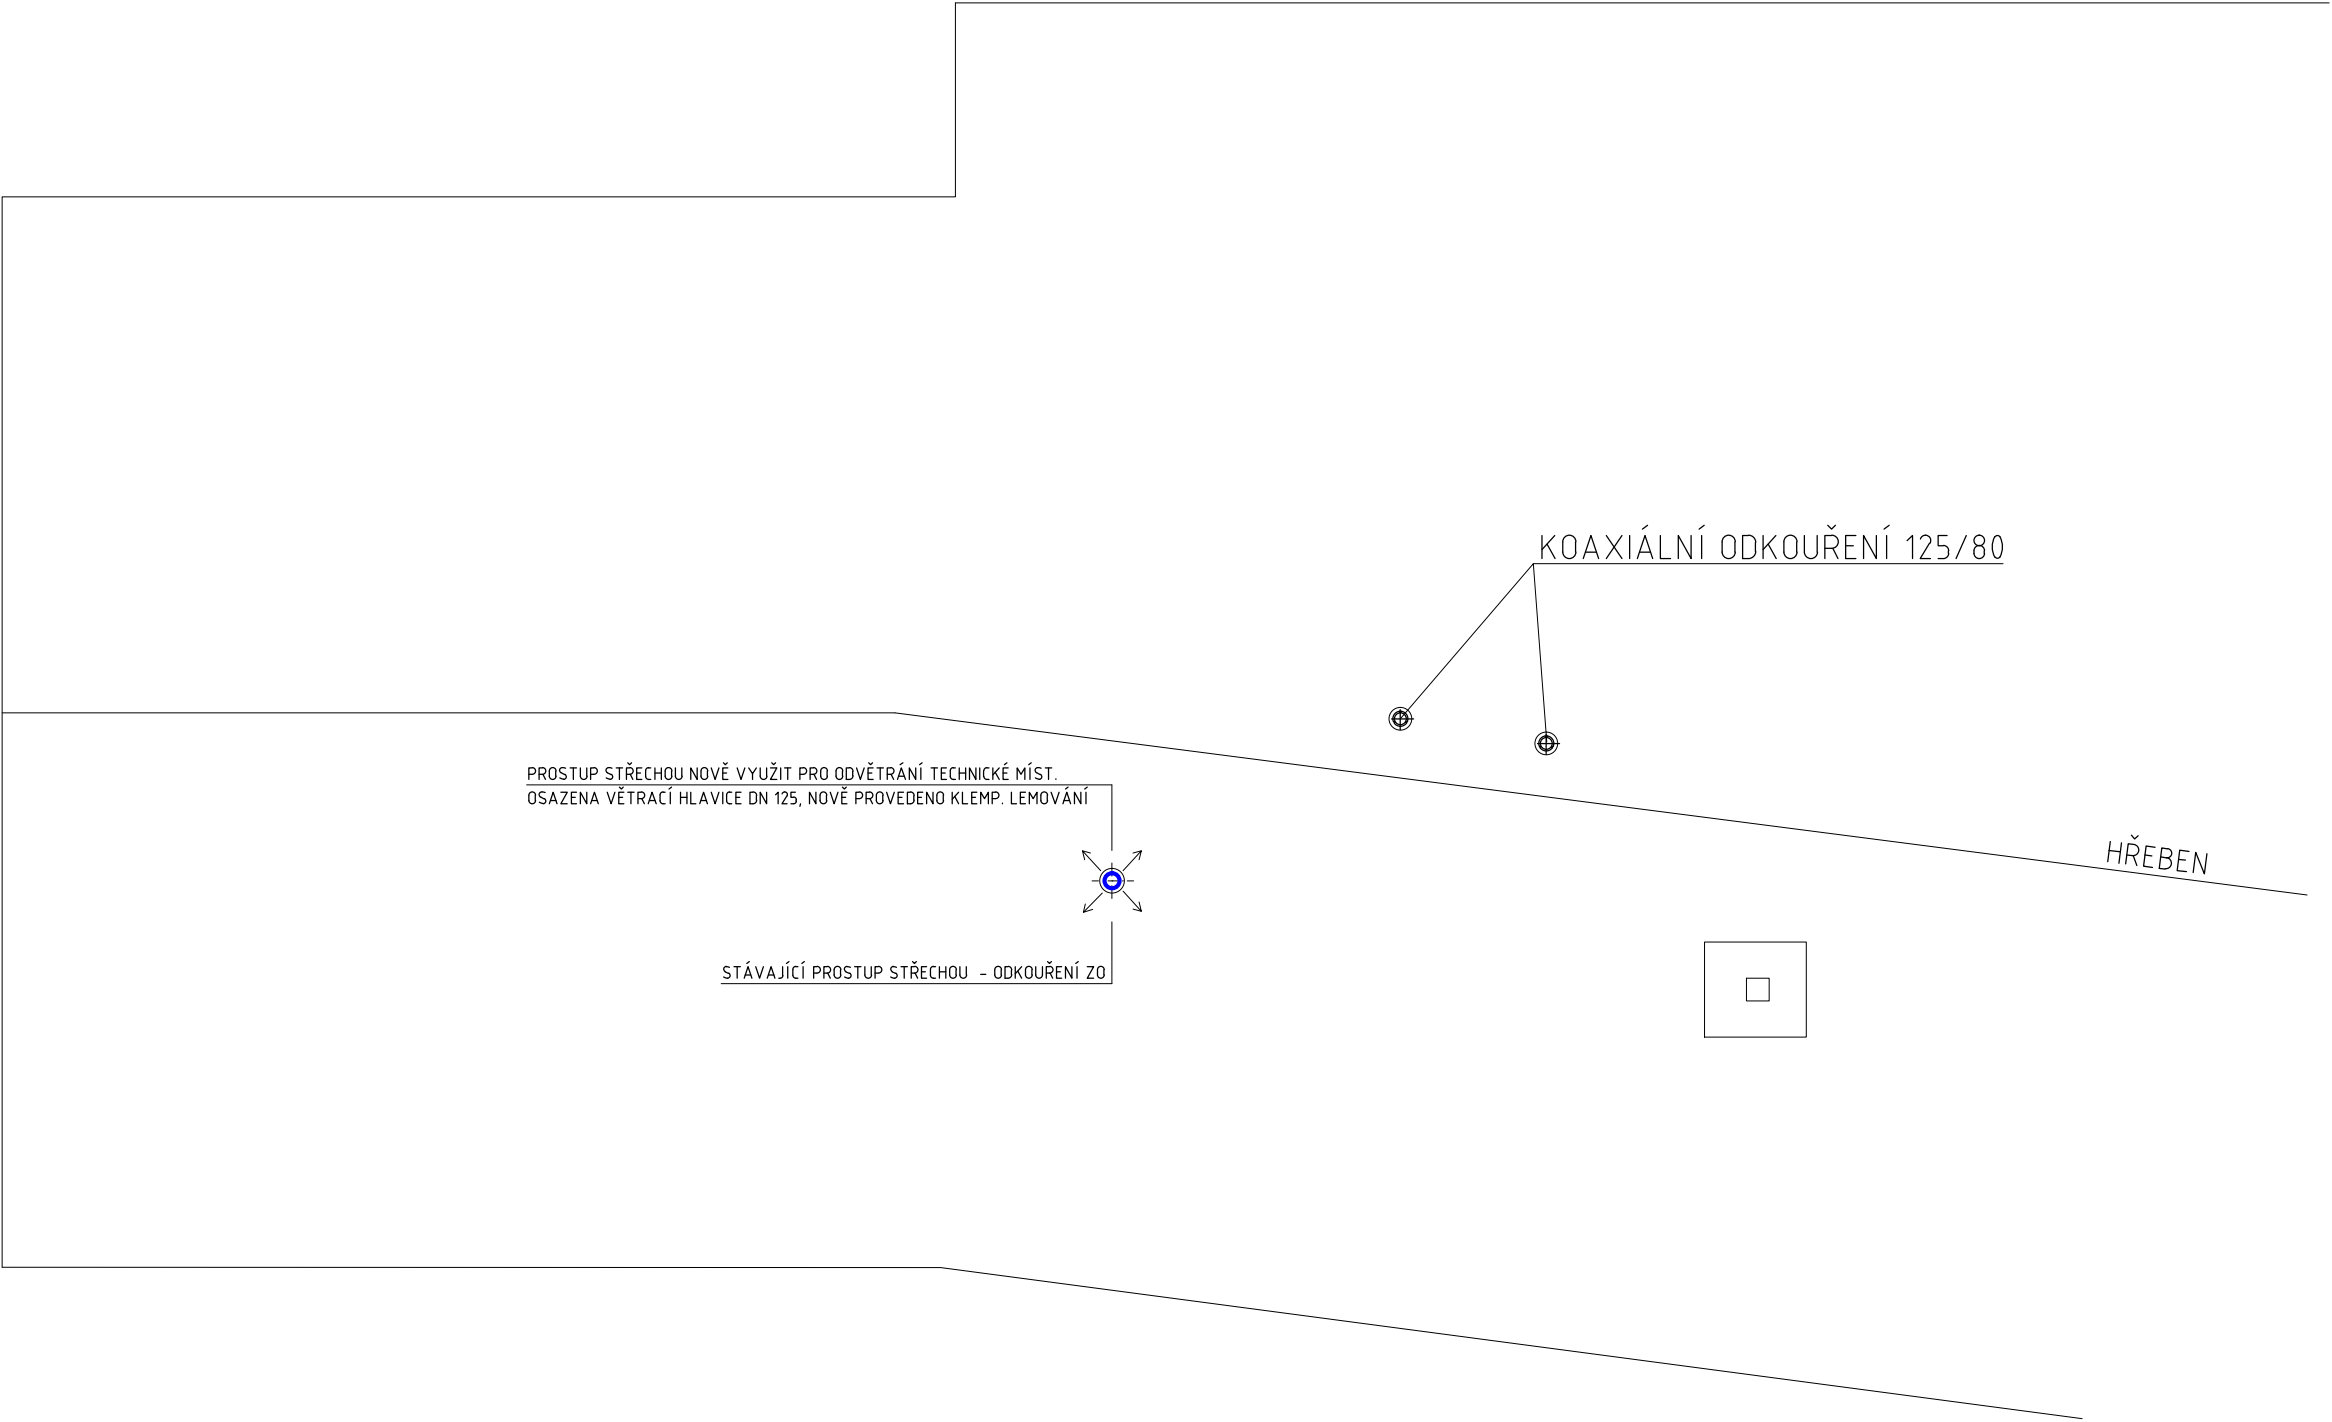 KOAXIÁLNÍ ODKOUŘENÍ 125/80
PROSTUP STŘECHOU NOVĚ VYUŽIT PRO ODVĚTRÁNÍ TECHNICKÉ MÍST.
OSAZENA VĚTRACÍ HLAVICE DN 125, NOVĚ PROVEDENO KLEMP. LEMOVÁNÍ
HŘEBEN
STÁVAJÍCÍ PROSTUP STŘECHOU - ODKOUŘENÍ ZO